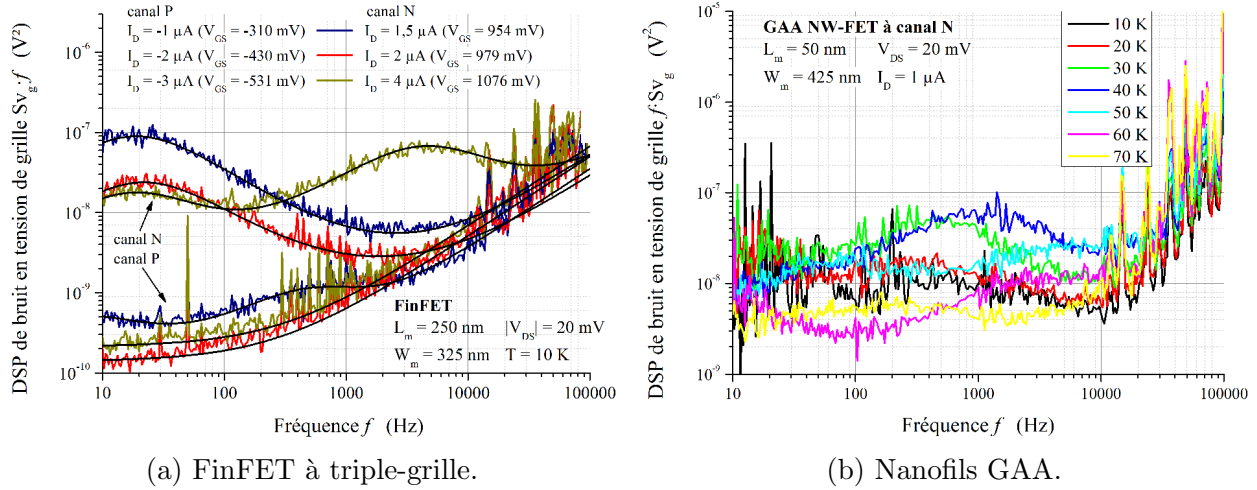 canal P
canal N
I_D = -1 µA (V_GS = -310 mV)
I_D = 1,5 µA (V_GS = 954 mV)
I_D = -2 µA (V_GS = -430 mV)
I_D = 2 µA (V_GS = 979 mV)
I_D = -3 µA (V_GS = -531 mV)
I_D = 4 µA (V_GS = 1076 mV)
DSP de bruit en tension de grille Sv_g·f (V²)
10^-6
10^-7
10^-8
10^-9
10^-10
canal N
canal P
FinFET
L_m = 250 nm |V_DS| = 20 mV
W_m = 325 nm T = 10 K
10 100 1000 10000 100000
Fréquence f (Hz)
(a) FinFET à triple-grille.
GAA NW-FET à canal N
L_m = 50 nm V_DS = 20 mV
W_m = 425 nm I_D = 1 µA
10 K
20 K
30 K
40 K
50 K
60 K
70 K
DSP de bruit en tension de grille f·Sv_g (V²)
10^-5
10^-6
10^-7
10^-8
10^-9
10 100 1000 10000 100000
Fréquence f (Hz)
(b) Nanofils GAA.